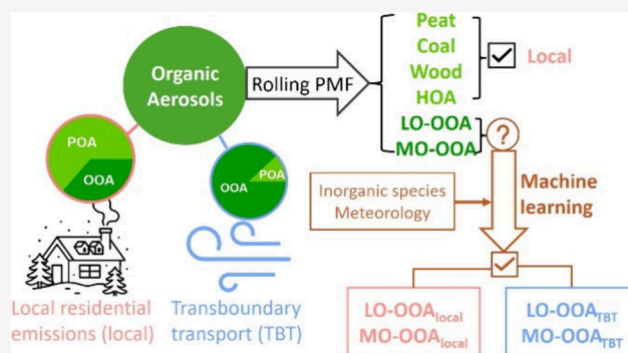 Organic
Aerosols
Rolling PMF
Peat
Coal
Wood
HOA
LO-OOA
MO-OOA
Local
?
POA
OOA
OOA
POA
Inorganic species
Meteorology
Machine
learning
Local residential
emissions (local)
Transboundary
transport (TBT)
LO-OOAlocal
MO-OOAlocal
LO-OOATBT
MO-OOATBT